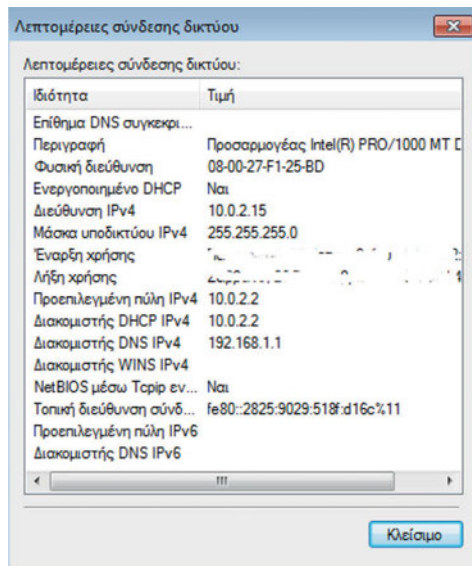 Λεπτομέρειες σύνδεσης δικτύου
Λεπτομέρειες σύνδεσης δικτύου:
Ιδιότητα Τιμή
Επίθημα DNS συγκεκρι...
Περιγραφή Προσαρμογέας Intel(R) PRO/1000 MT D
Φυσική διεύθυνση 08-00-27-F1-25-BD
Ενεργοποιημένο DHCP Ναι
Διεύθυνση IPv4 10.0.2.15
Μάσκα υποδικτύου IPv4 255.255.255.0
Έναρξη χρήσης
Λήξη χρήσης
Προεπιλεγμένη πύλη IPv4 10.0.2.2
Διακομιστής DHCP IPv4 10.0.2.2
Διακομιστής DNS IPv4 192.168.1.1
Διακομιστής WINS IPv4
NetBIOS μέσω Tcpip εν... Ναι
Τοπική διεύθυνση σύνδ... fe80::2825:9029:518f:d16c%11
Προεπιλεγμένη πύλη IPv6
Διακομιστής DNS IPv6
Κλείσιμο